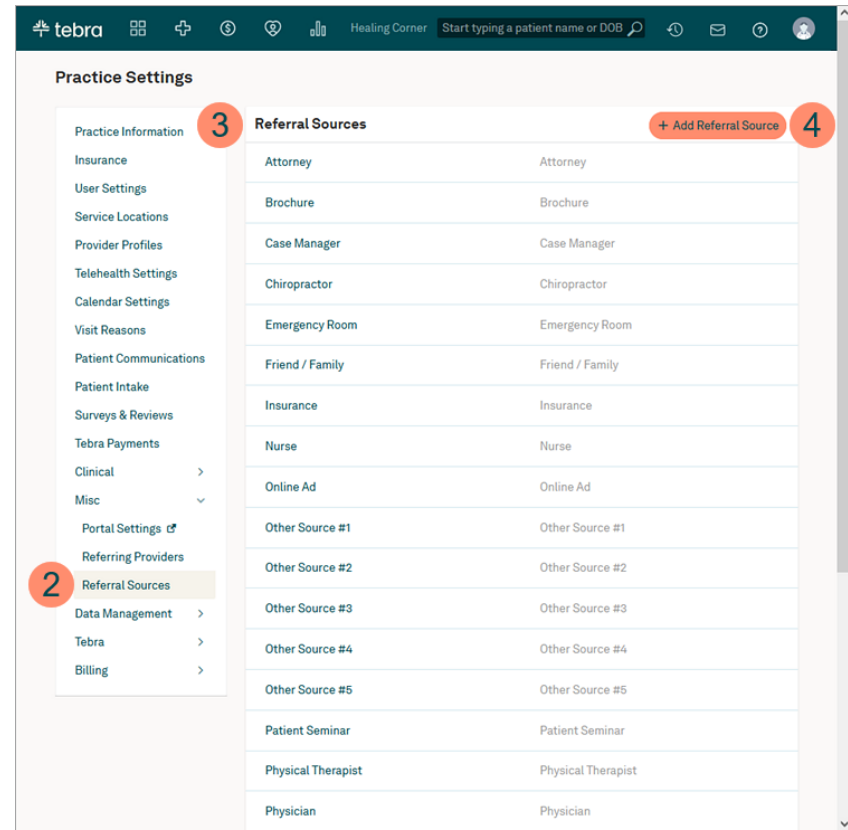 tebra Healing Corner Start typing a patient name or DOB
Practice Settings
Practice Information
Insurance
User Settings
Service Locations
Provider Profiles
Telehealth Settings
Calendar Settings
Visit Reasons
Patient Communications
Patient Intake
Surveys & Reviews
Tebra Payments
Clinical
Misc
Portal Settings
Referring Providers
2 Referral Sources
Data Management
Tebra
Billing
3 Referral Sources + Add Referral Source 4
Attorney Attorney
Brochure Brochure
Case Manager Case Manager
Chiropractor Chiropractor
Emergency Room Emergency Room
Friend / Family Friend / Family
Insurance Insurance
Nurse Nurse
Online Ad Online Ad
Other Source #1 Other Source #1
Other Source #2 Other Source #2
Other Source #3 Other Source #3
Other Source #4 Other Source #4
Other Source #5 Other Source #5
Patient Seminar Patient Seminar
Physical Therapist Physical Therapist
Physician Physician